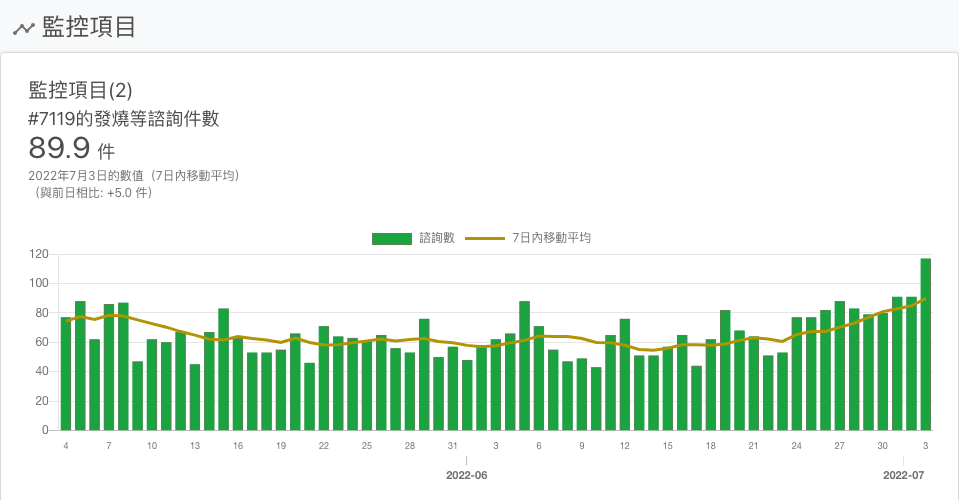 監控項目
監控項目(2)
#7119的發燒等諮詢件數
89.9 件
2022年7月3日的數值（7日內移動平均）
（與前日相比: +5.0 件）
諮詢數 7日內移動平均
120
100
80
60
40
20
0
4 7 10 13 16 19 22 25 28 31 3 6 9 12 15 18 21 24 27 30 3
2022-06 2022-07